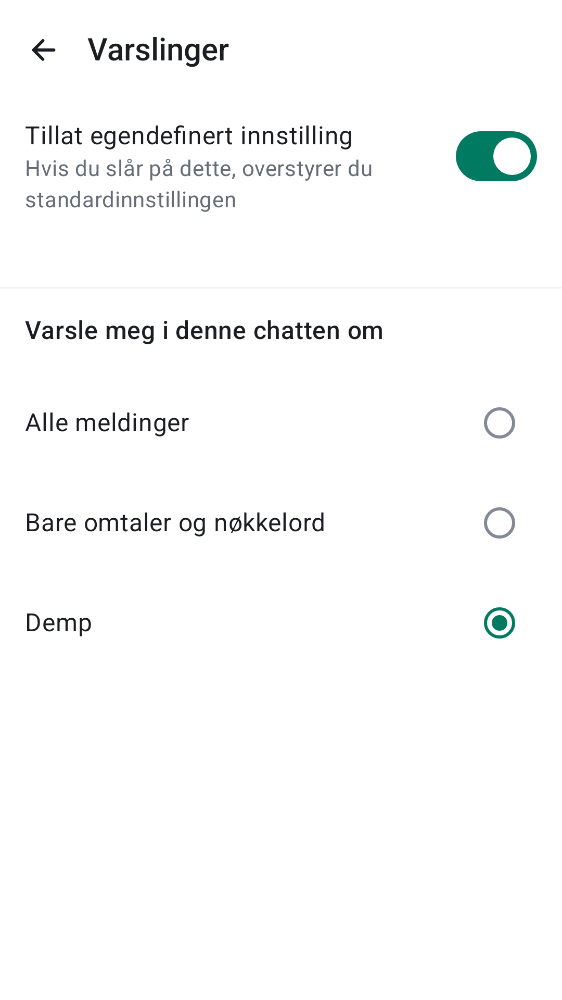 Varslinger
Tillat egendefinert innstilling
Hvis du slår på dette, overstyrer du
standardinnstillingen
Varsle meg i denne chatten om
Alle meldinger
Bare omtaler og nøkkelord
Demp